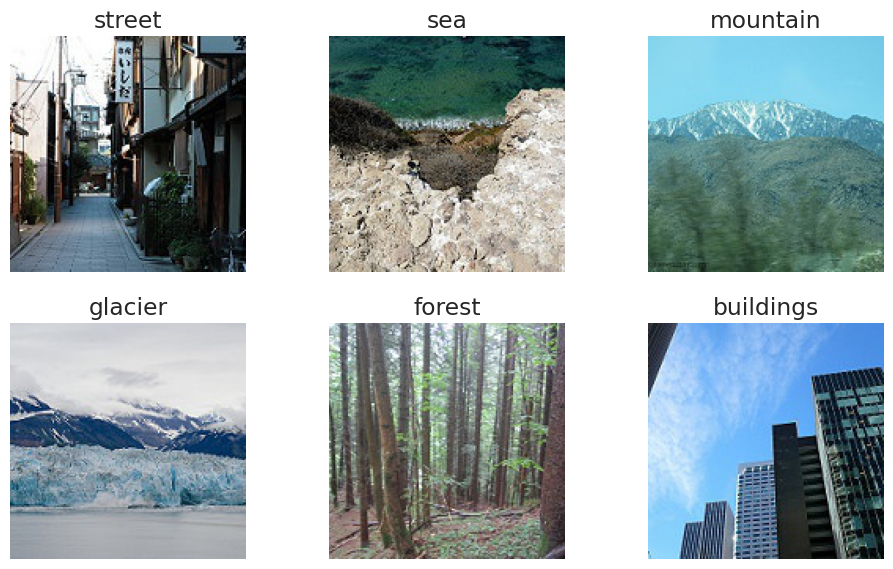 street
sea
mountain
いしだ
glacier
forest
buildings